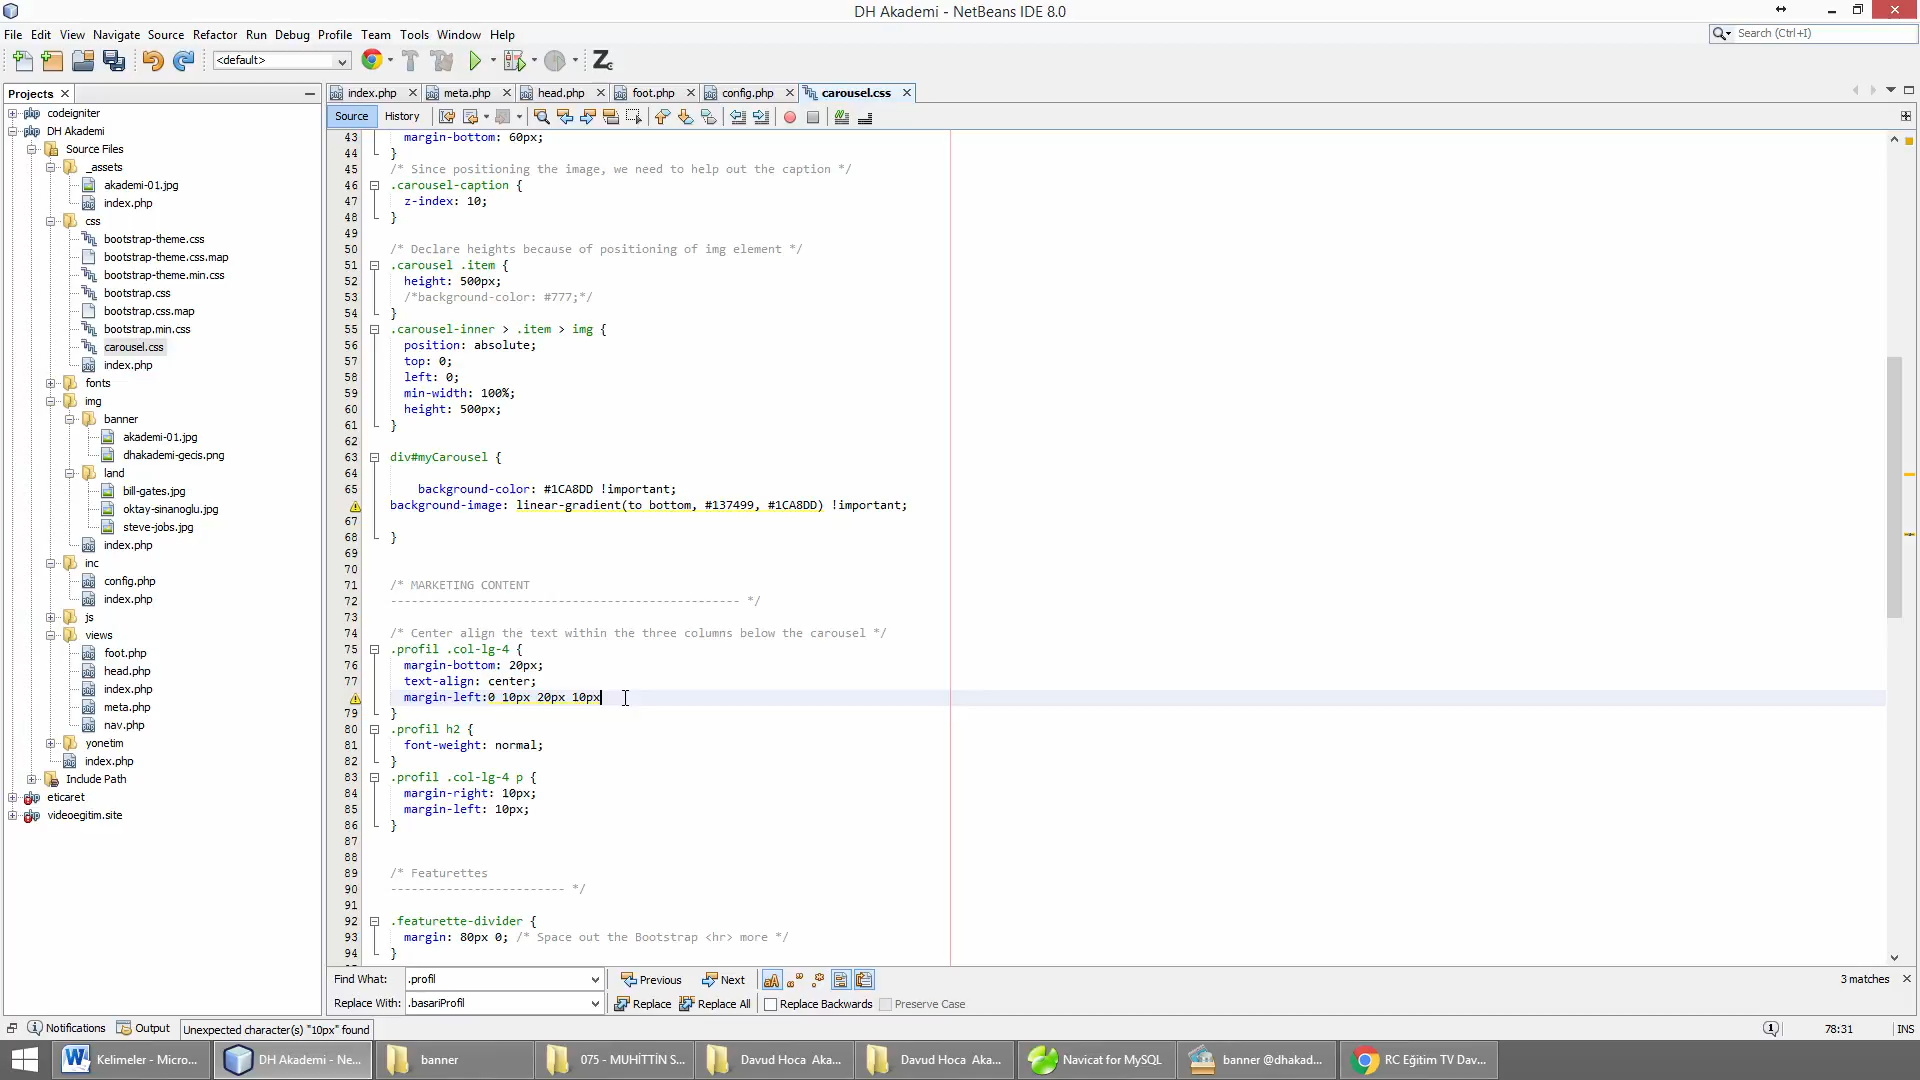 DH Akademi - NetBeans IDE 8.0
File Edit View Navigate Source Refactor Run Debug Profile Team Tools Window Help
Search (Ctrl+I)
<default>
Projects
index.php meta.php head.php foot.php config.php carousel.css
Source History
codeigniter
DH Akademi
Source Files
_assets
akademi-01.jpg
index.php
css
bootstrap-theme.css
bootstrap-theme.css.map
bootstrap-theme.min.css
bootstrap.css
bootstrap.css.map
bootstrap.min.css
carousel.css
index.php
fonts
img
banner
akademi-01.jpg
dhakademi-gecis.png
land
bill-gates.jpg
oktay-sinanoglu.jpg
steve-jobs.jpg
index.php
inc
config.php
index.php
js
views
foot.php
head.php
index.php
meta.php
nav.php
yonetim
index.php
Include Path
eticaret
videoegitim.site
43 margin-bottom: 60px;
44 }
45 /* Since positioning the image, we need to help out the caption */
46 .carousel-caption {
47 z-index: 10;
48 }
49
50 /* Declare heights because of positioning of img element */
51 .carousel .item {
52 height: 500px;
53 /*background-color: #777;*/
54 }
55 .carousel-inner > .item > img {
56 position: absolute;
57 top: 0;
58 left: 0;
59 min-width: 100%;
60 height: 500px;
61 }
62
63 div#myCarousel {
64
65 background-color: #1CA8DD !important;
background-image: linear-gradient(to bottom, #137499, #1CA8DD) !important;
67
68 }
69
70
71 /* MARKETING CONTENT
72 -------------------------------------------------- */
73
74 /* Center align the text within the three columns below the carousel */
75 .profil .col-lg-4 {
76 margin-bottom: 20px;
77 text-align: center;
margin-left:0 10px 20px 10px
79 }
80 .profil h2 {
81 font-weight: normal;
82 }
83 .profil .col-lg-4 p {
84 margin-right: 10px;
85 margin-left: 10px;
86 }
87
88
89 /* Featurettes
90 ------------------------- */
91
92 .featurette-divider {
93 margin: 80px 0; /* Space out the Bootstrap <hr> more */
94 }
Find What: .profil Previous Next 3 matches
Replace With: .basariProfil Replace Replace All Replace Backwards Preserve Case
Notifications Output Unexpected character(s) "10px" found 1 78:31 INS
Kelimeler - Micro... DH Akademi - Ne... banner 075 - MUHİTTİN S... Davud Hoca Aka... Davud Hoca Aka... Navicat for MySQL banner @dhakad... RC Eğitim TV Dav...